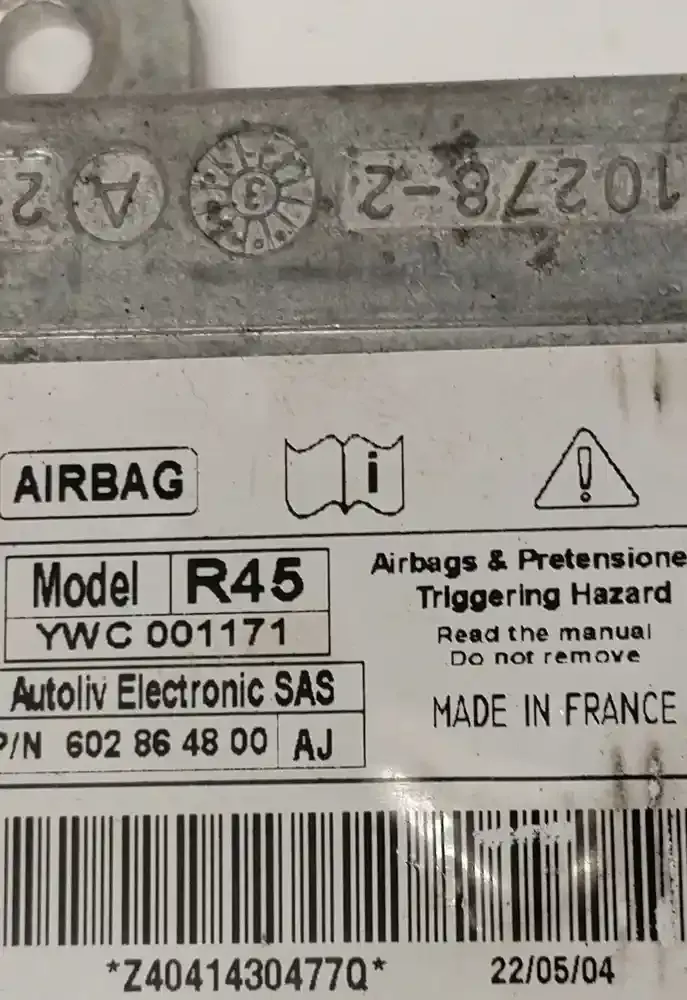 10278-2
3
A
AIRBAG
i
!
Model R45
YWC 001171
Autoliv Electronic SAS
P/N 602 86 48 00 AJ
Airbags & Pretensione
Triggering Hazard
Read the manual
Do not remove
MADE IN FRANCE
*Z4041430477Q*
22/05/04